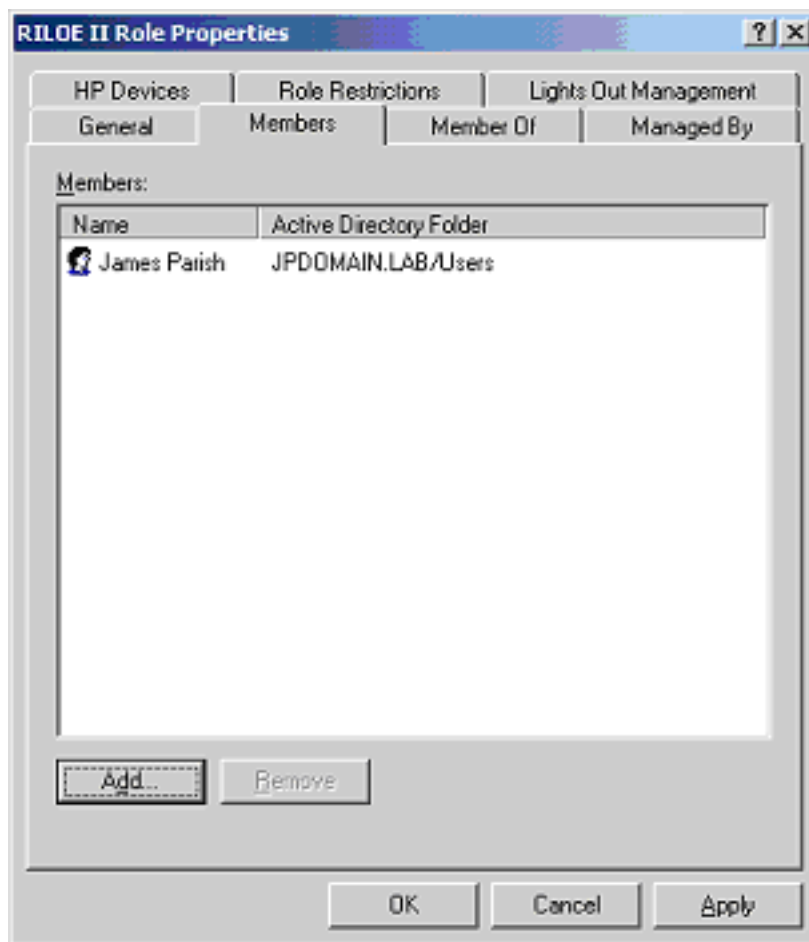 RILOE II Role Properties
HP Devices Role Restrictions Lights Out Management
General Members Member Of Managed By
Members:
Name Active Directory Folder
James Parish JPDOMAIN.LAB/Users
Add... Remove
OK Cancel Apply